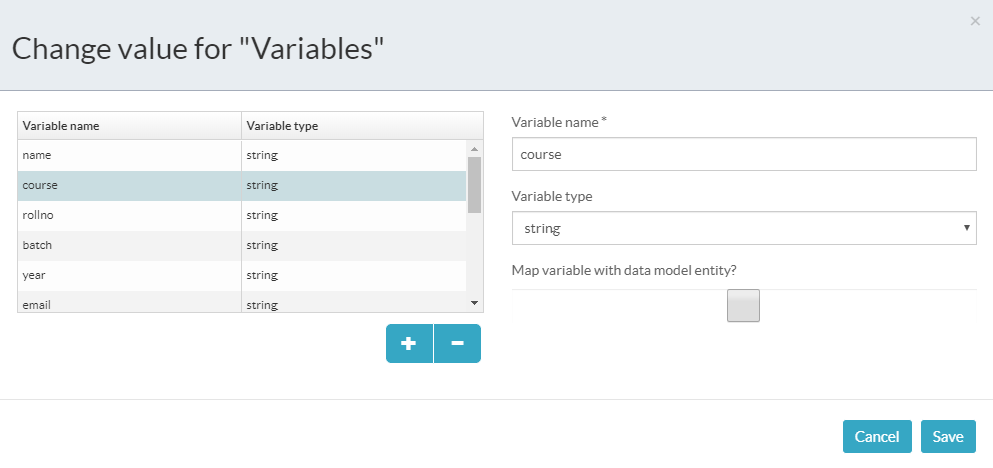 ×
Change value for "Variables"
Variable name Variable type
name string
course string
rollno string
batch string
year string
email string
Variable name *
course
Variable type
string
Map variable with data model entity?
Cancel Save